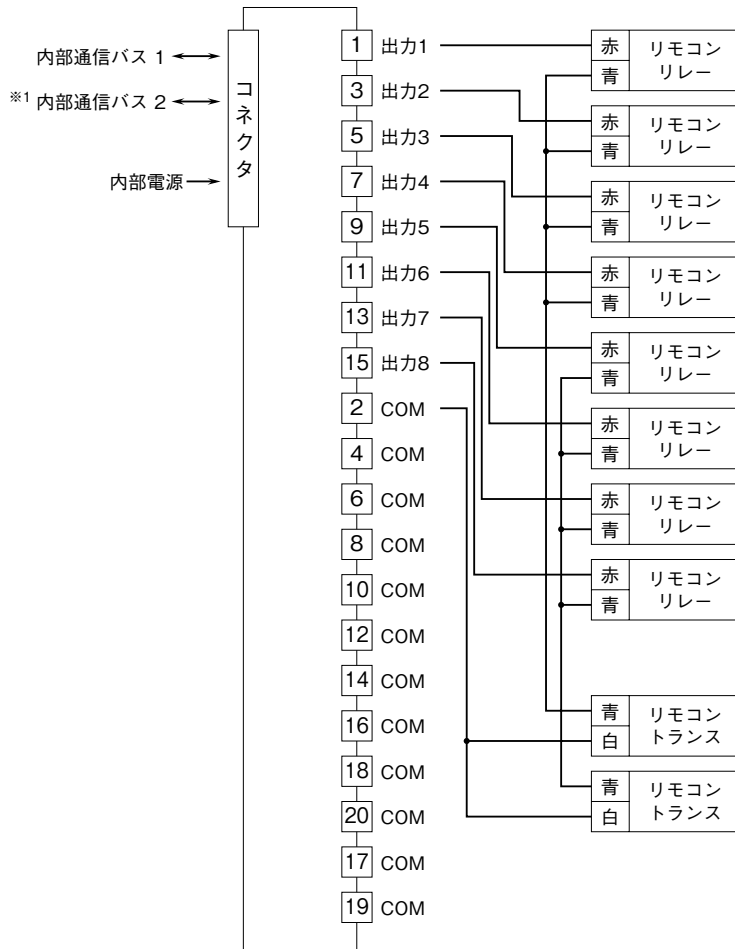 内部通信バス 1
※1 内部通信バス 2
内部電源
コネクタ
1 出力1
3 出力2
5 出力3
7 出力4
9 出力5
11 出力6
13 出力7
15 出力8
2 COM
4 COM
6 COM
8 COM
10 COM
12 COM
14 COM
16 COM
18 COM
20 COM
17 COM
19 COM
赤 リモコン
青 リレー
赤 リモコン
青 リレー
赤 リモコン
青 リレー
赤 リモコン
青 リレー
赤 リモコン
青 リレー
赤 リモコン
青 リレー
赤 リモコン
青 リレー
赤 リモコン
青 リレー
青 リモコン
白 トランス
青 リモコン
白 トランス